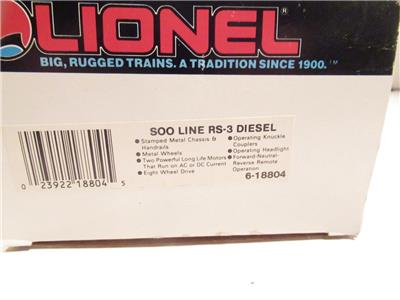 LIONEL®
BIG, RUGGED TRAINS. A TRADITION SINCE 1900.™
SOO LINE RS-3 DIESEL
• Stamped Metal Chassis &
Handrails
• Metal Wheels
• Two Powerful Long Life Motors
That Run on AC or DC Current
• Eight Wheel Drive
• Operating Knuckle
Couplers
• Operating Headlight
• Forward-Neutral-
Reverse Remote
Operation
6-18804
0 23922 18804 5